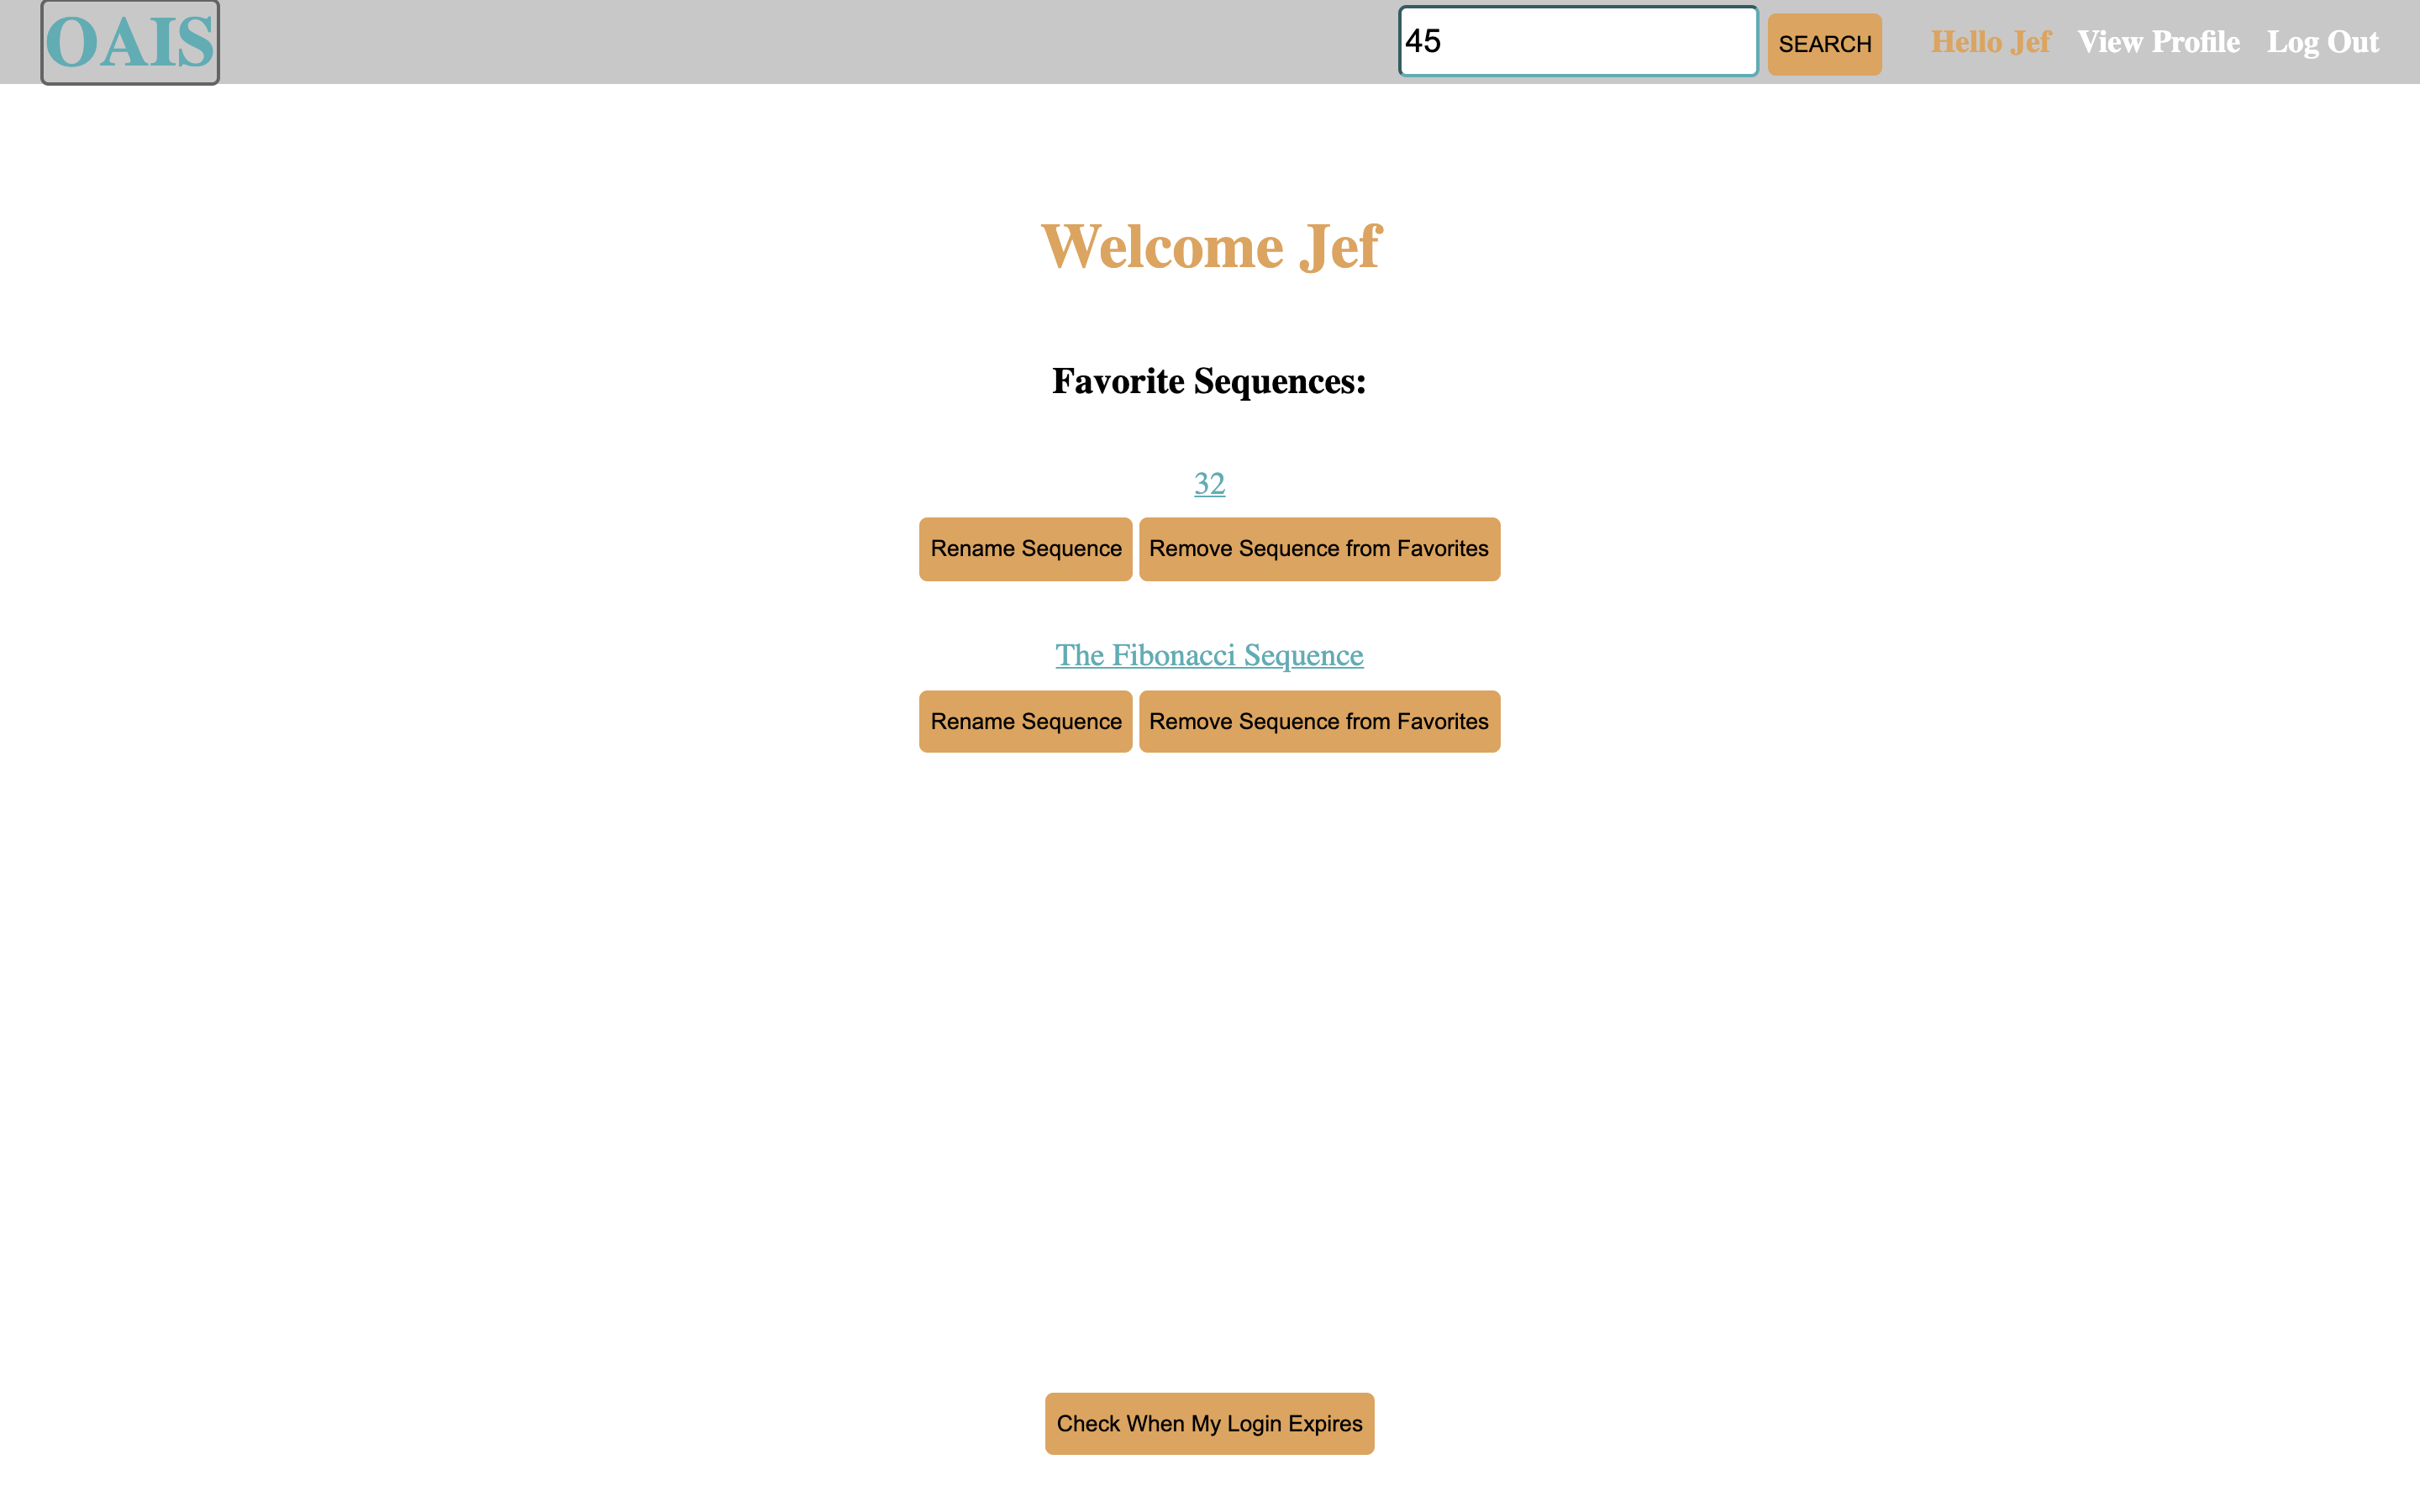 OAIS 45 SEARCH Hello Jef View Profile Log Out
Welcome Jef
Favorite Sequences:
32
Rename Sequence Remove Sequence from Favorites
The Fibonacci Sequence
Rename Sequence Remove Sequence from Favorites
Check When My Login Expires